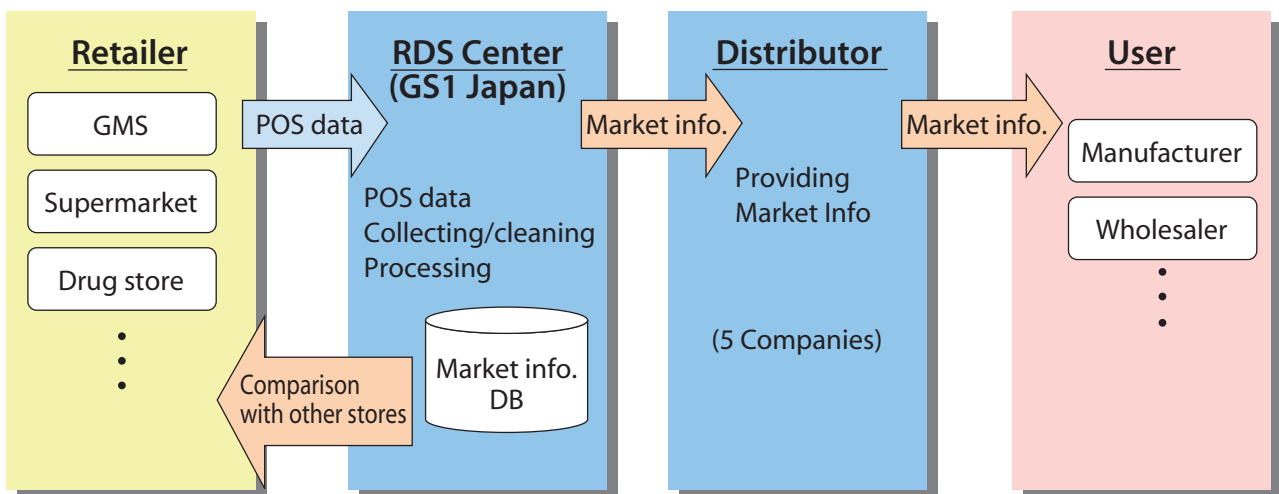 Retailer
GMS
Supermarket
Drug store
POS data
RDS Center
(GS1 Japan)
POS data
Collecting/cleaning
Processing
Market info.
DB
Comparison
with other stores
Market info.
Distributor
Providing
Market Info
(5 Companies)
Market info.
User
Manufacturer
Wholesaler